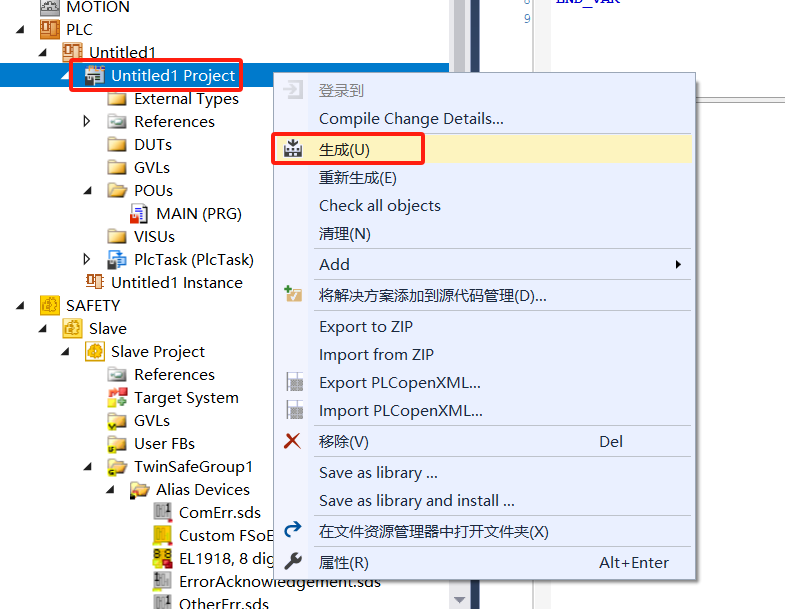 MOTION
PLC
Untitled1
Untitled1 Project
External Types
References
DUTs
GVLs
POUs
MAIN (PRG)
VISUs
PlcTask (PlcTask)
Untitled1 Instance
SAFETY
Slave
Slave Project
References
Target System
GVLs
User FBs
TwinSafeGroup1
Alias Devices
ComErr.sds
Custom FSoE
EL1918, 8 dig
ErrorAcknowledgement.sds
OtherErr.sds
登录到
Compile Change Details...
生成(U)
重新生成(E)
Check all objects
清理(N)
Add
将解决方案添加到源代码管理(D)...
Export to ZIP
Import from ZIP
Export PLCopenXML...
Import PLCopenXML...
移除(V) Del
Save as library ...
Save as library and install ...
在文件资源管理器中打开文件夹(X)
属性(R) Alt+Enter
8 END_VAR
9